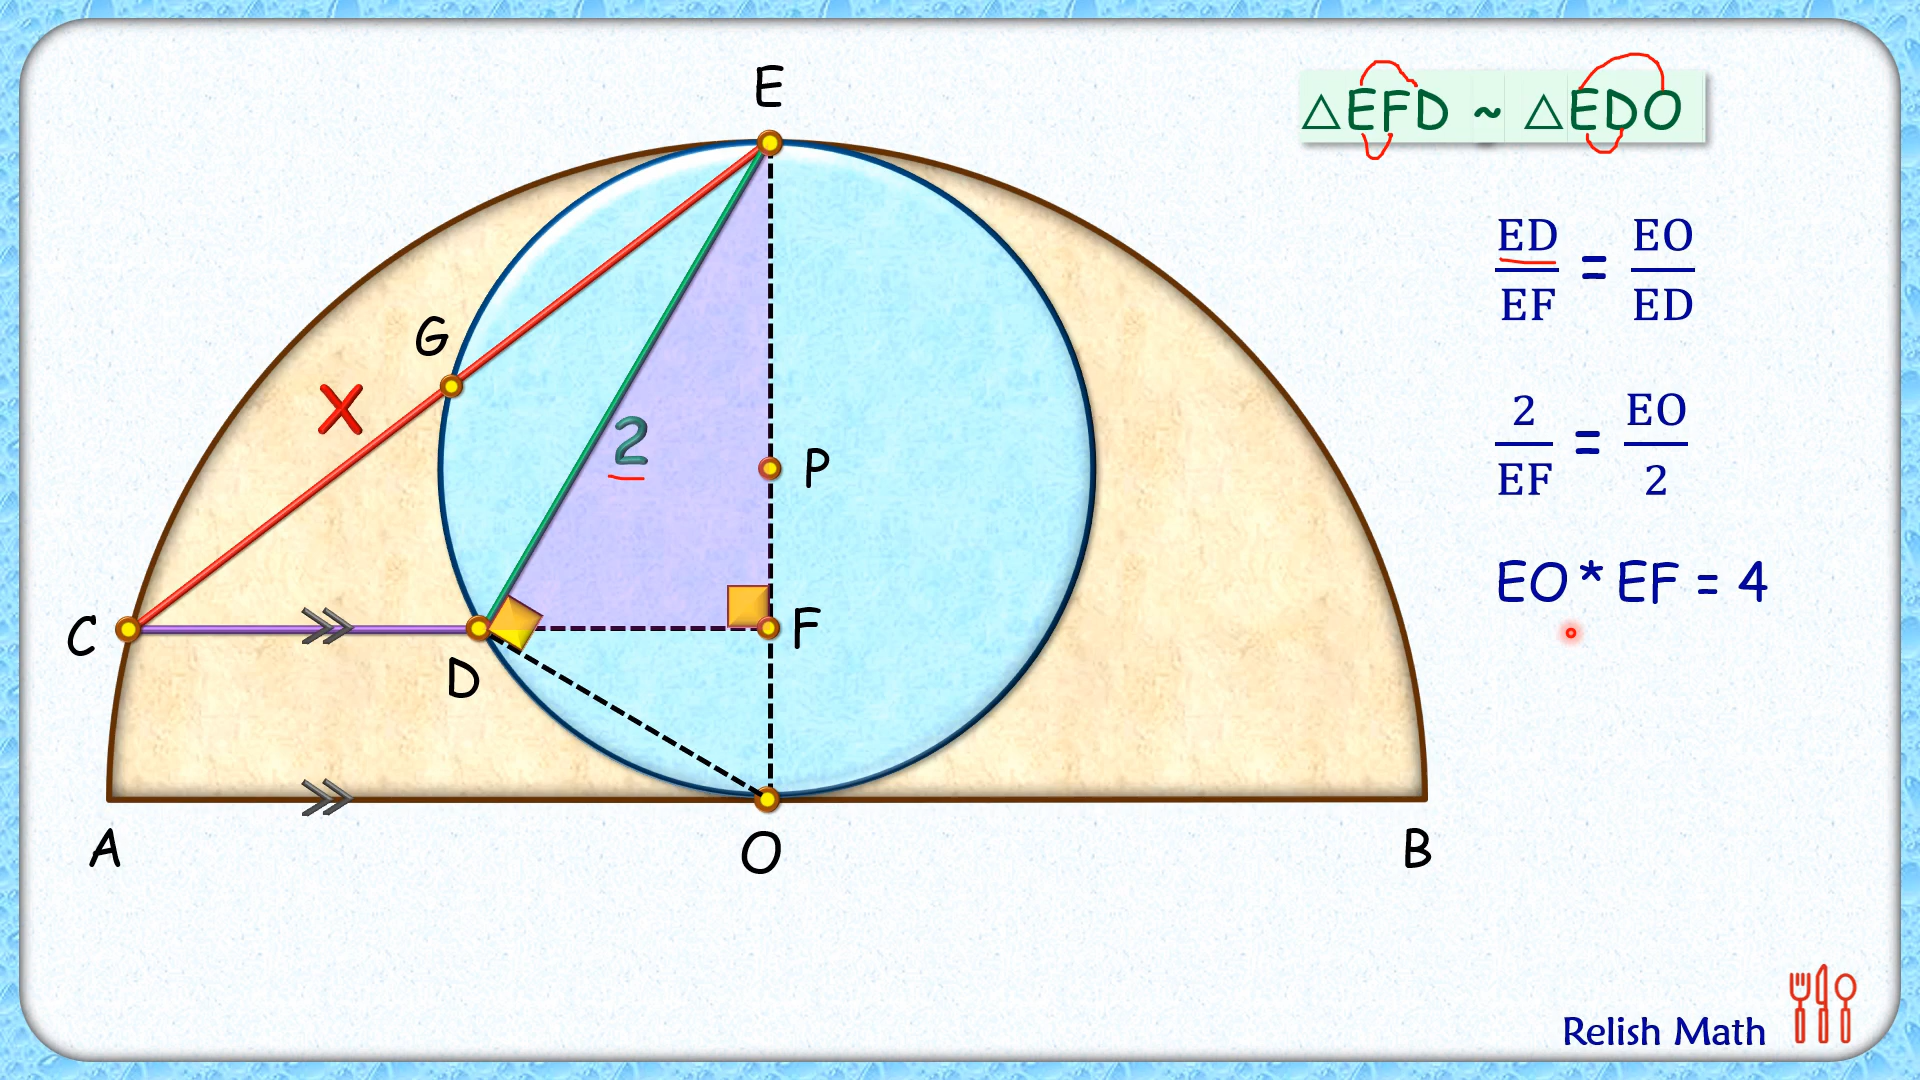 E
△EFD ~ △EDO
ED/EF = EO/ED
G
X
2
2/EF = EO/2
P
EO * EF = 4
C
D
F
A
O
B
Relish Math